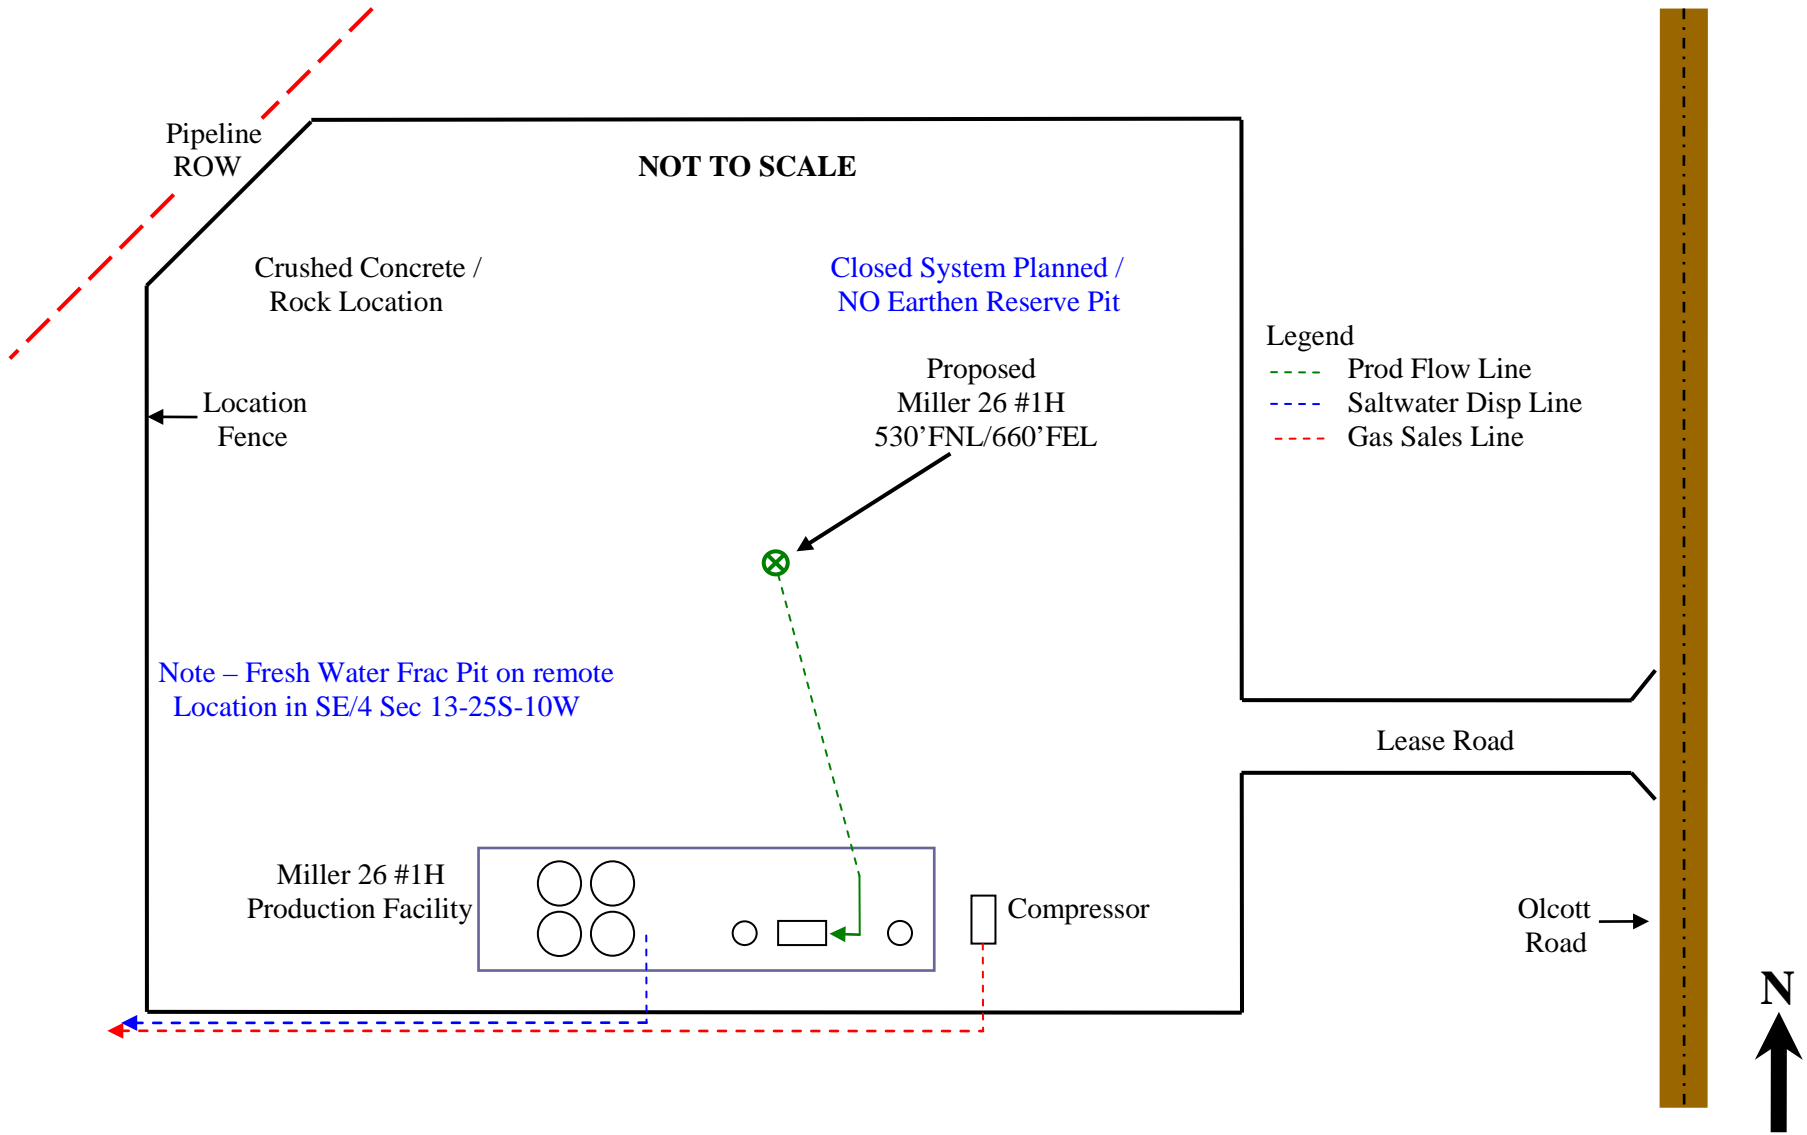 Pipeline
ROW
NOT TO SCALE
Crushed Concrete /
Rock Location
Closed System Planned /
NO Earthen Reserve Pit
Legend
Prod Flow Line
Saltwater Disp Line
Gas Sales Line
Proposed
Miller 26 #1H
530’FNL/660’FEL
Location
Fence
Note – Fresh Water Frac Pit on remote
Location in SE/4 Sec 13-25S-10W
Lease Road
Miller 26 #1H
Production Facility
Compressor
Olcott
Road
N